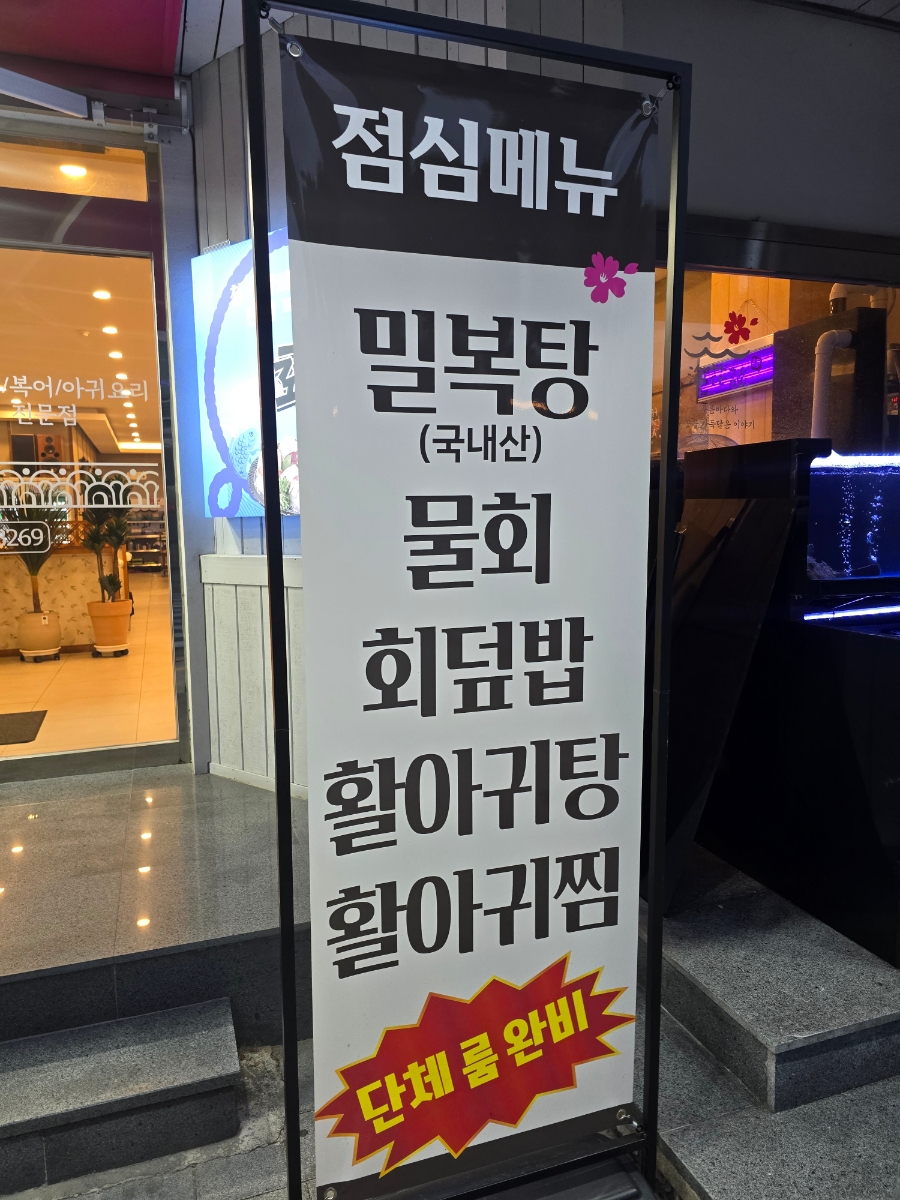 점심메뉴
밀복탕
(국내산)
물회
회덮밥
활아귀탕
활아귀찜
단체 룸 완비
/복어/아귀요리
전문점
269